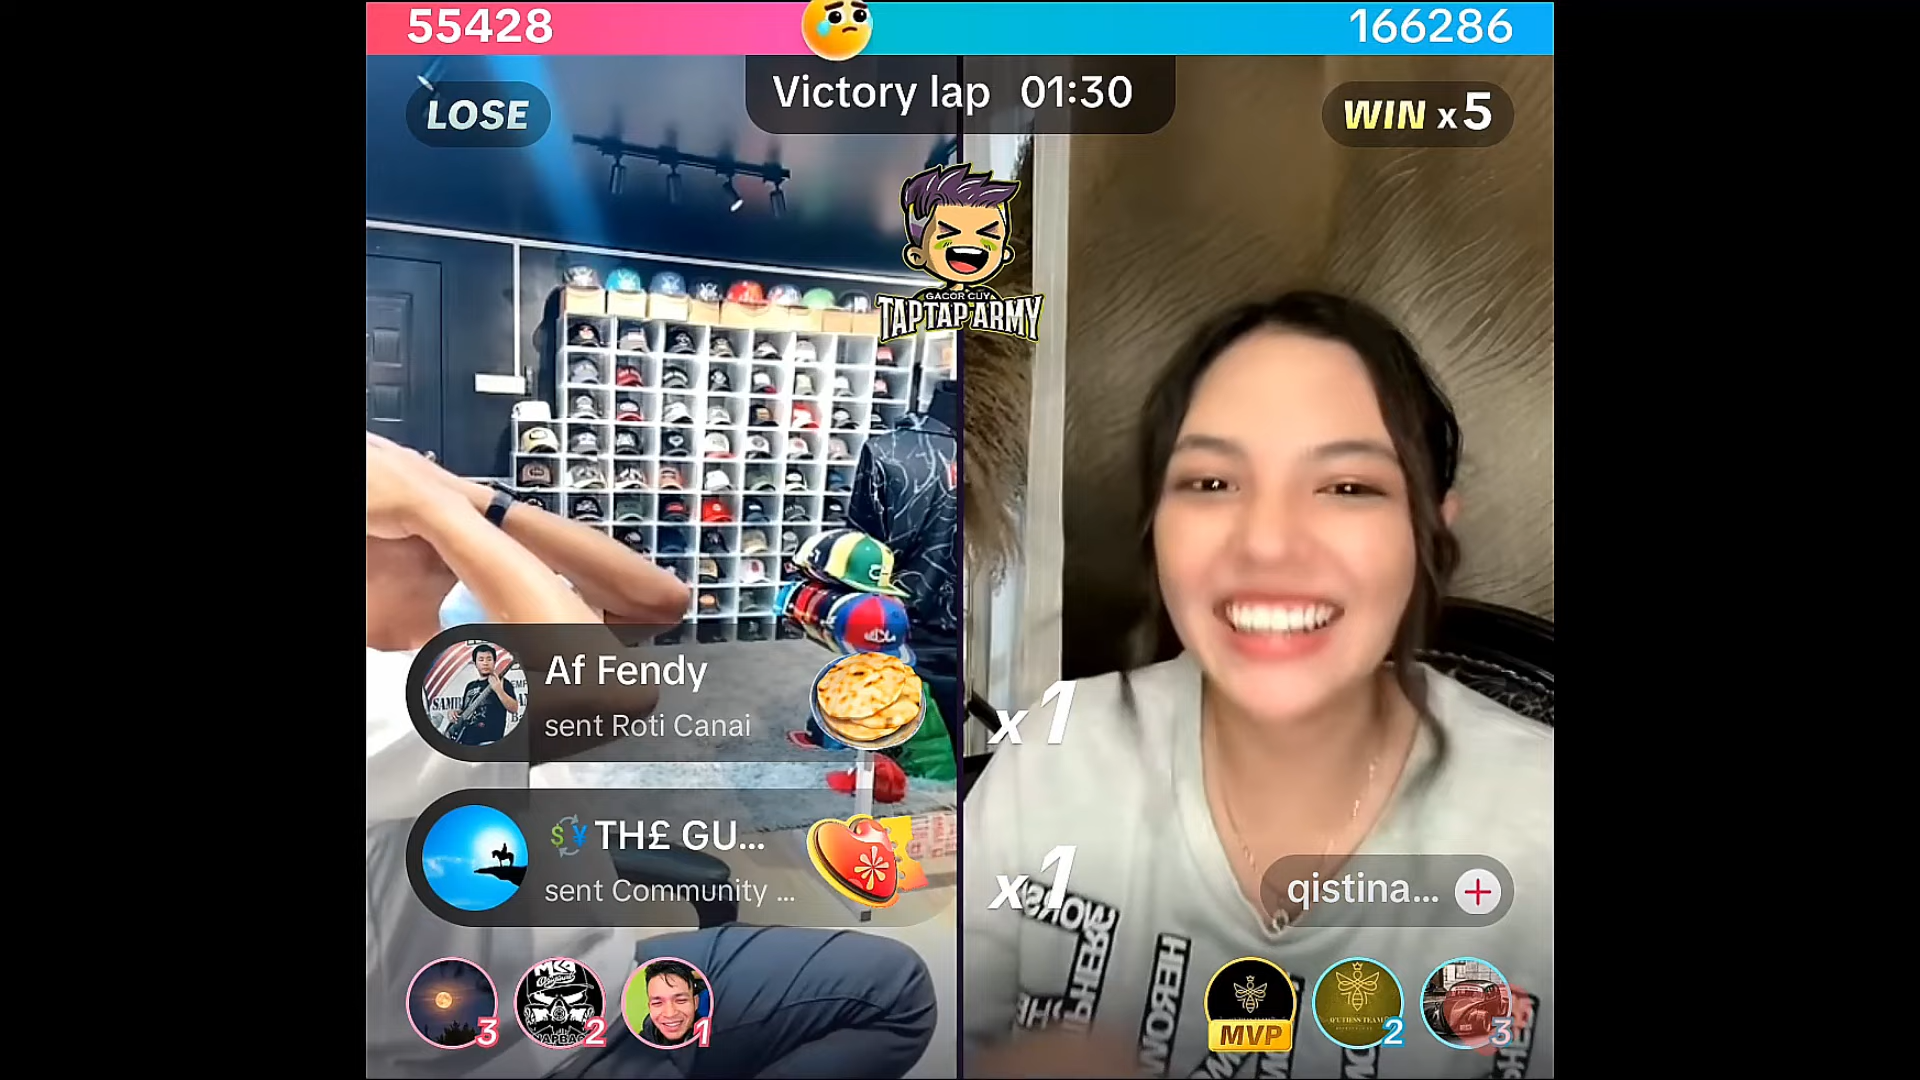 55428
166286
LOSE
Victory lap 01:30
WIN x5
GACOR CUY
TAPTAP ARMY
Af Fendy
sent Roti Canai
x1
TH£ GU...
sent Community ...
x1
qistina...
3
2
1
MVP
2
3